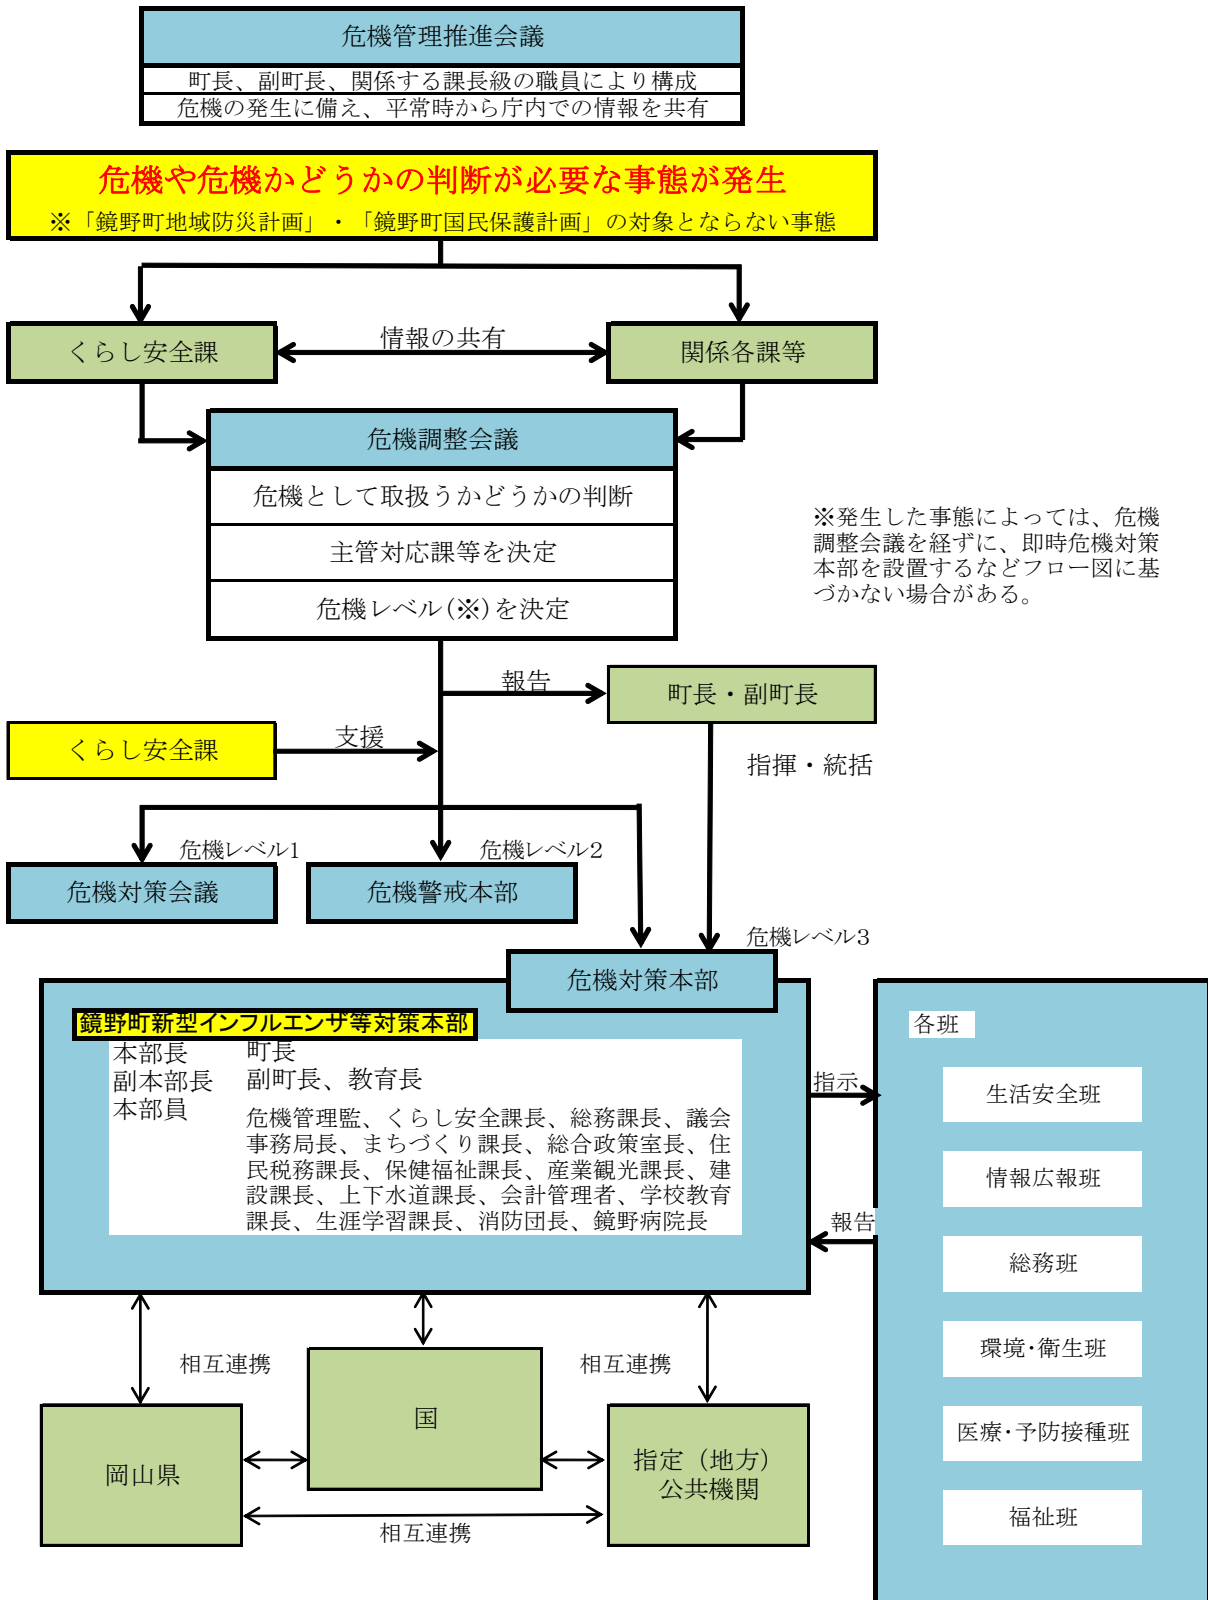 危機管理推進会議
町長、副町長、関係する課長級の職員により構成
危機の発生に備え、平常時から庁内での情報を共有
危機や危機かどうかの判断が必要な事態が発生
※「鏡野町地域防災計画」・「鏡野町国民保護計画」の対象とならない事態
くらし安全課
情報の共有
関係各課等
危機調整会議
危機として取扱うかどうかの判断
主管対応課等を決定
危機レベル(※)を決定
※発生した事態によっては、危機
調整会議を経ずに、即時危機対策
本部を設置するなどフロー図に基
づかない場合がある。
報告
町長・副町長
くらし安全課
支援
指揮・統括
危機レベル1
危機レベル2
危機対策会議
危機警戒本部
危機レベル3
危機対策本部
鏡野町新型インフルエンザ等対策本部
本部長 町長
副本部長 副町長、教育長
本部員
危機管理監、くらし安全課長、総務課長、議会
事務局長、まちづくり課長、総合政策室長、住
民税務課長、保健福祉課長、産業観光課長、建
設課長、上下水道課長、会計管理者、学校教育
課長、生涯学習課長、消防団長、鏡野病院長
指示
報告
各班
生活安全班
情報広報班
総務班
環境・衛生班
医療・予防接種班
福祉班
相互連携
相互連携
国
岡山県
指定（地方）
公共機関
相互連携